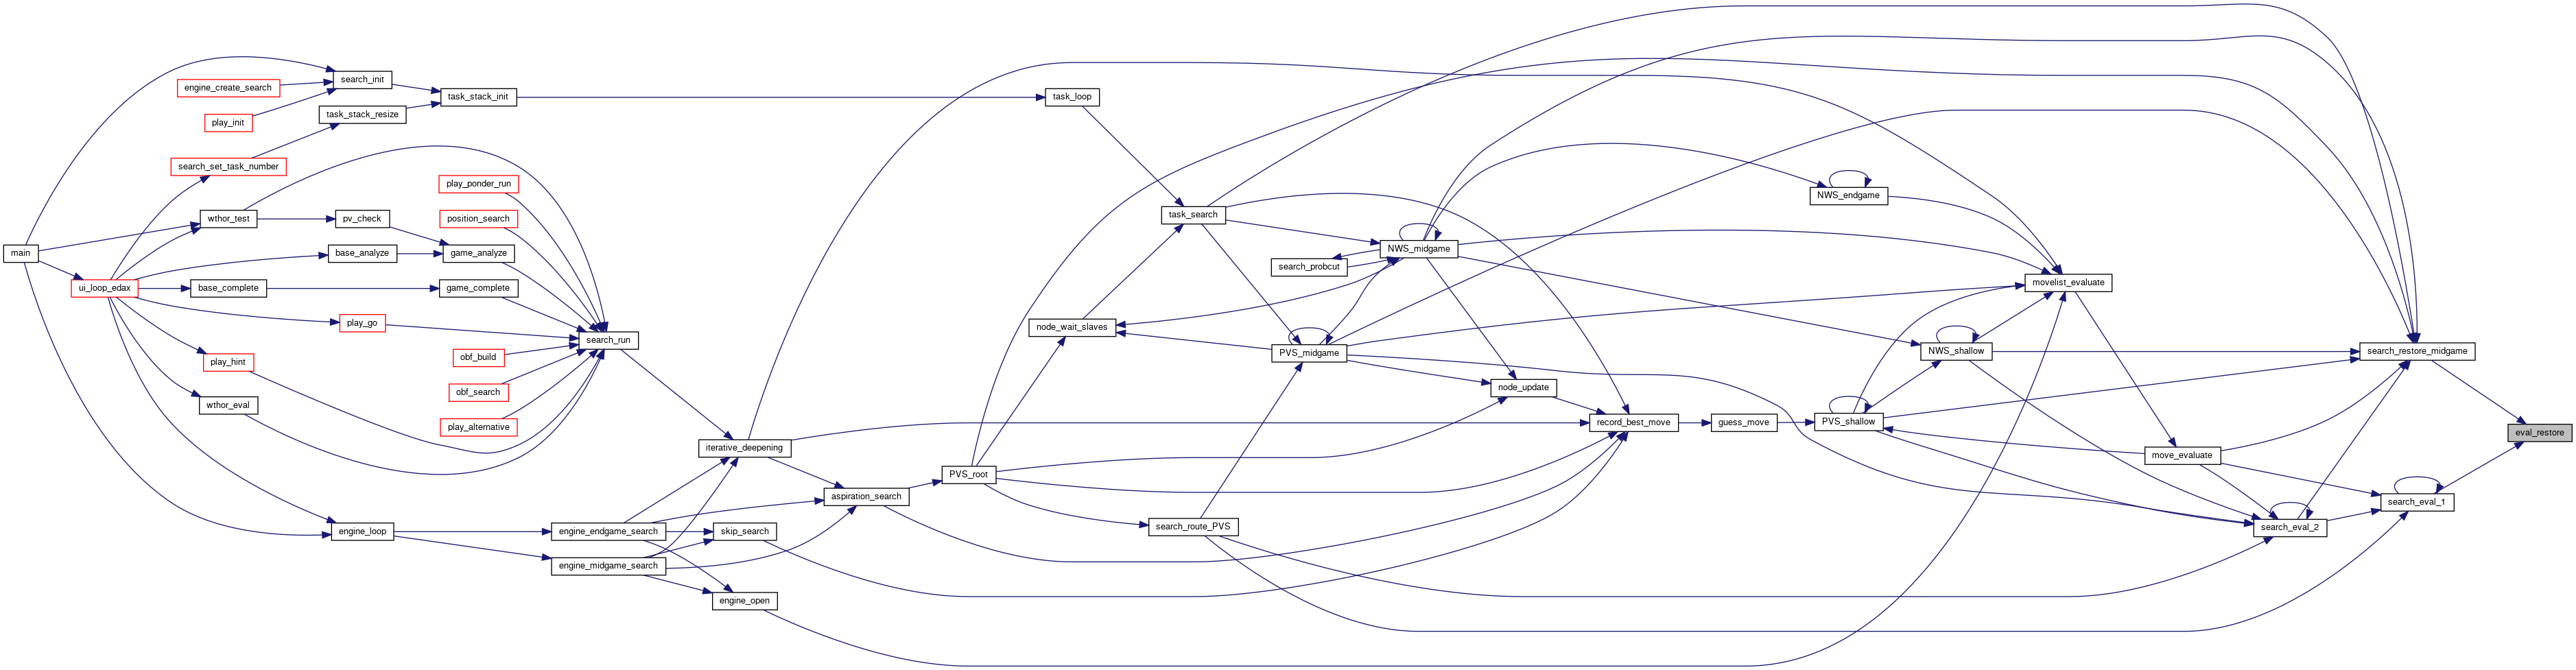 main
search_init
engine_create_search
play_init
task_stack_init
task_stack_resize
search_set_task_number
wthor_test
pv_check
play_ponder_run
position_search
base_analyze
game_analyze
ui_loop_edax
base_complete
game_complete
play_go
search_run
play_hint
obf_build
obf_search
wthor_eval
play_alternative
engine_loop
engine_endgame_search
engine_midgame_search
iterative_deepening
skip_search
engine_open
aspiration_search
task_loop
PVS_root
node_wait_slaves
task_search
search_probcut
PVS_midgame
search_route_PVS
NWS_midgame
node_update
record_best_move
guess_move
NWS_endgame
PVS_shallow
NWS_shallow
movelist_evaluate
move_evaluate
search_eval_2
search_restore_midgame
search_eval_1
eval_restore